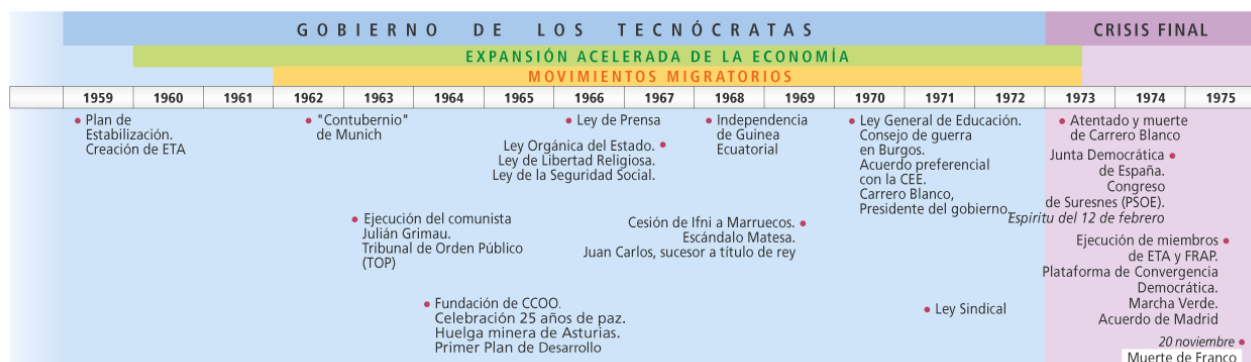 GOBIERNO DE LOS TECNÓCRATAS
CRISIS FINAL
EXPANSIÓN ACELERADA DE LA ECONOMÍA
MOVIMIENTOS MIGRATORIOS
1959 1960 1961 1962 1963 1964 1965 1966 1967 1968 1969 1970 1971 1972 1973 1974 1975
• Plan de
Estabilización.
Creación de ETA
• "Contubernio"
de Munich
• Ejecución del comunista
Julián Grimau.
Tribunal de Orden Público
(TOP)
• Fundación de CCOO.
Celebración 25 años de paz.
Huelga minera de Asturias.
Primer Plan de Desarrollo
• Ley de Prensa
Ley Orgánica del Estado. •
Ley de Libertad Religiosa.
Ley de la Seguridad Social.
• Independencia
de Guinea
Ecuatorial
Cesión de Ifni a Marruecos. •
Escándalo Matesa.
Juan Carlos, sucesor a título de rey
• Ley General de Educación.
Consejo de guerra
en Burgos.
Acuerdo preferencial
con la CEE.
Carrero Blanco,
Presidente del gobierno
• Ley Sindical
• Atentado y muerte
de Carrero Blanco
Junta Democrática •
de España.
Congreso
de Suresnes (PSOE).
Espíritu del 12 de febrero
Ejecución de miembros •
de ETA y FRAP.
Plataforma de Convergencia
Democrática.
Marcha Verde.
Acuerdo de Madrid
20 noviembre •
Muerte de Franco